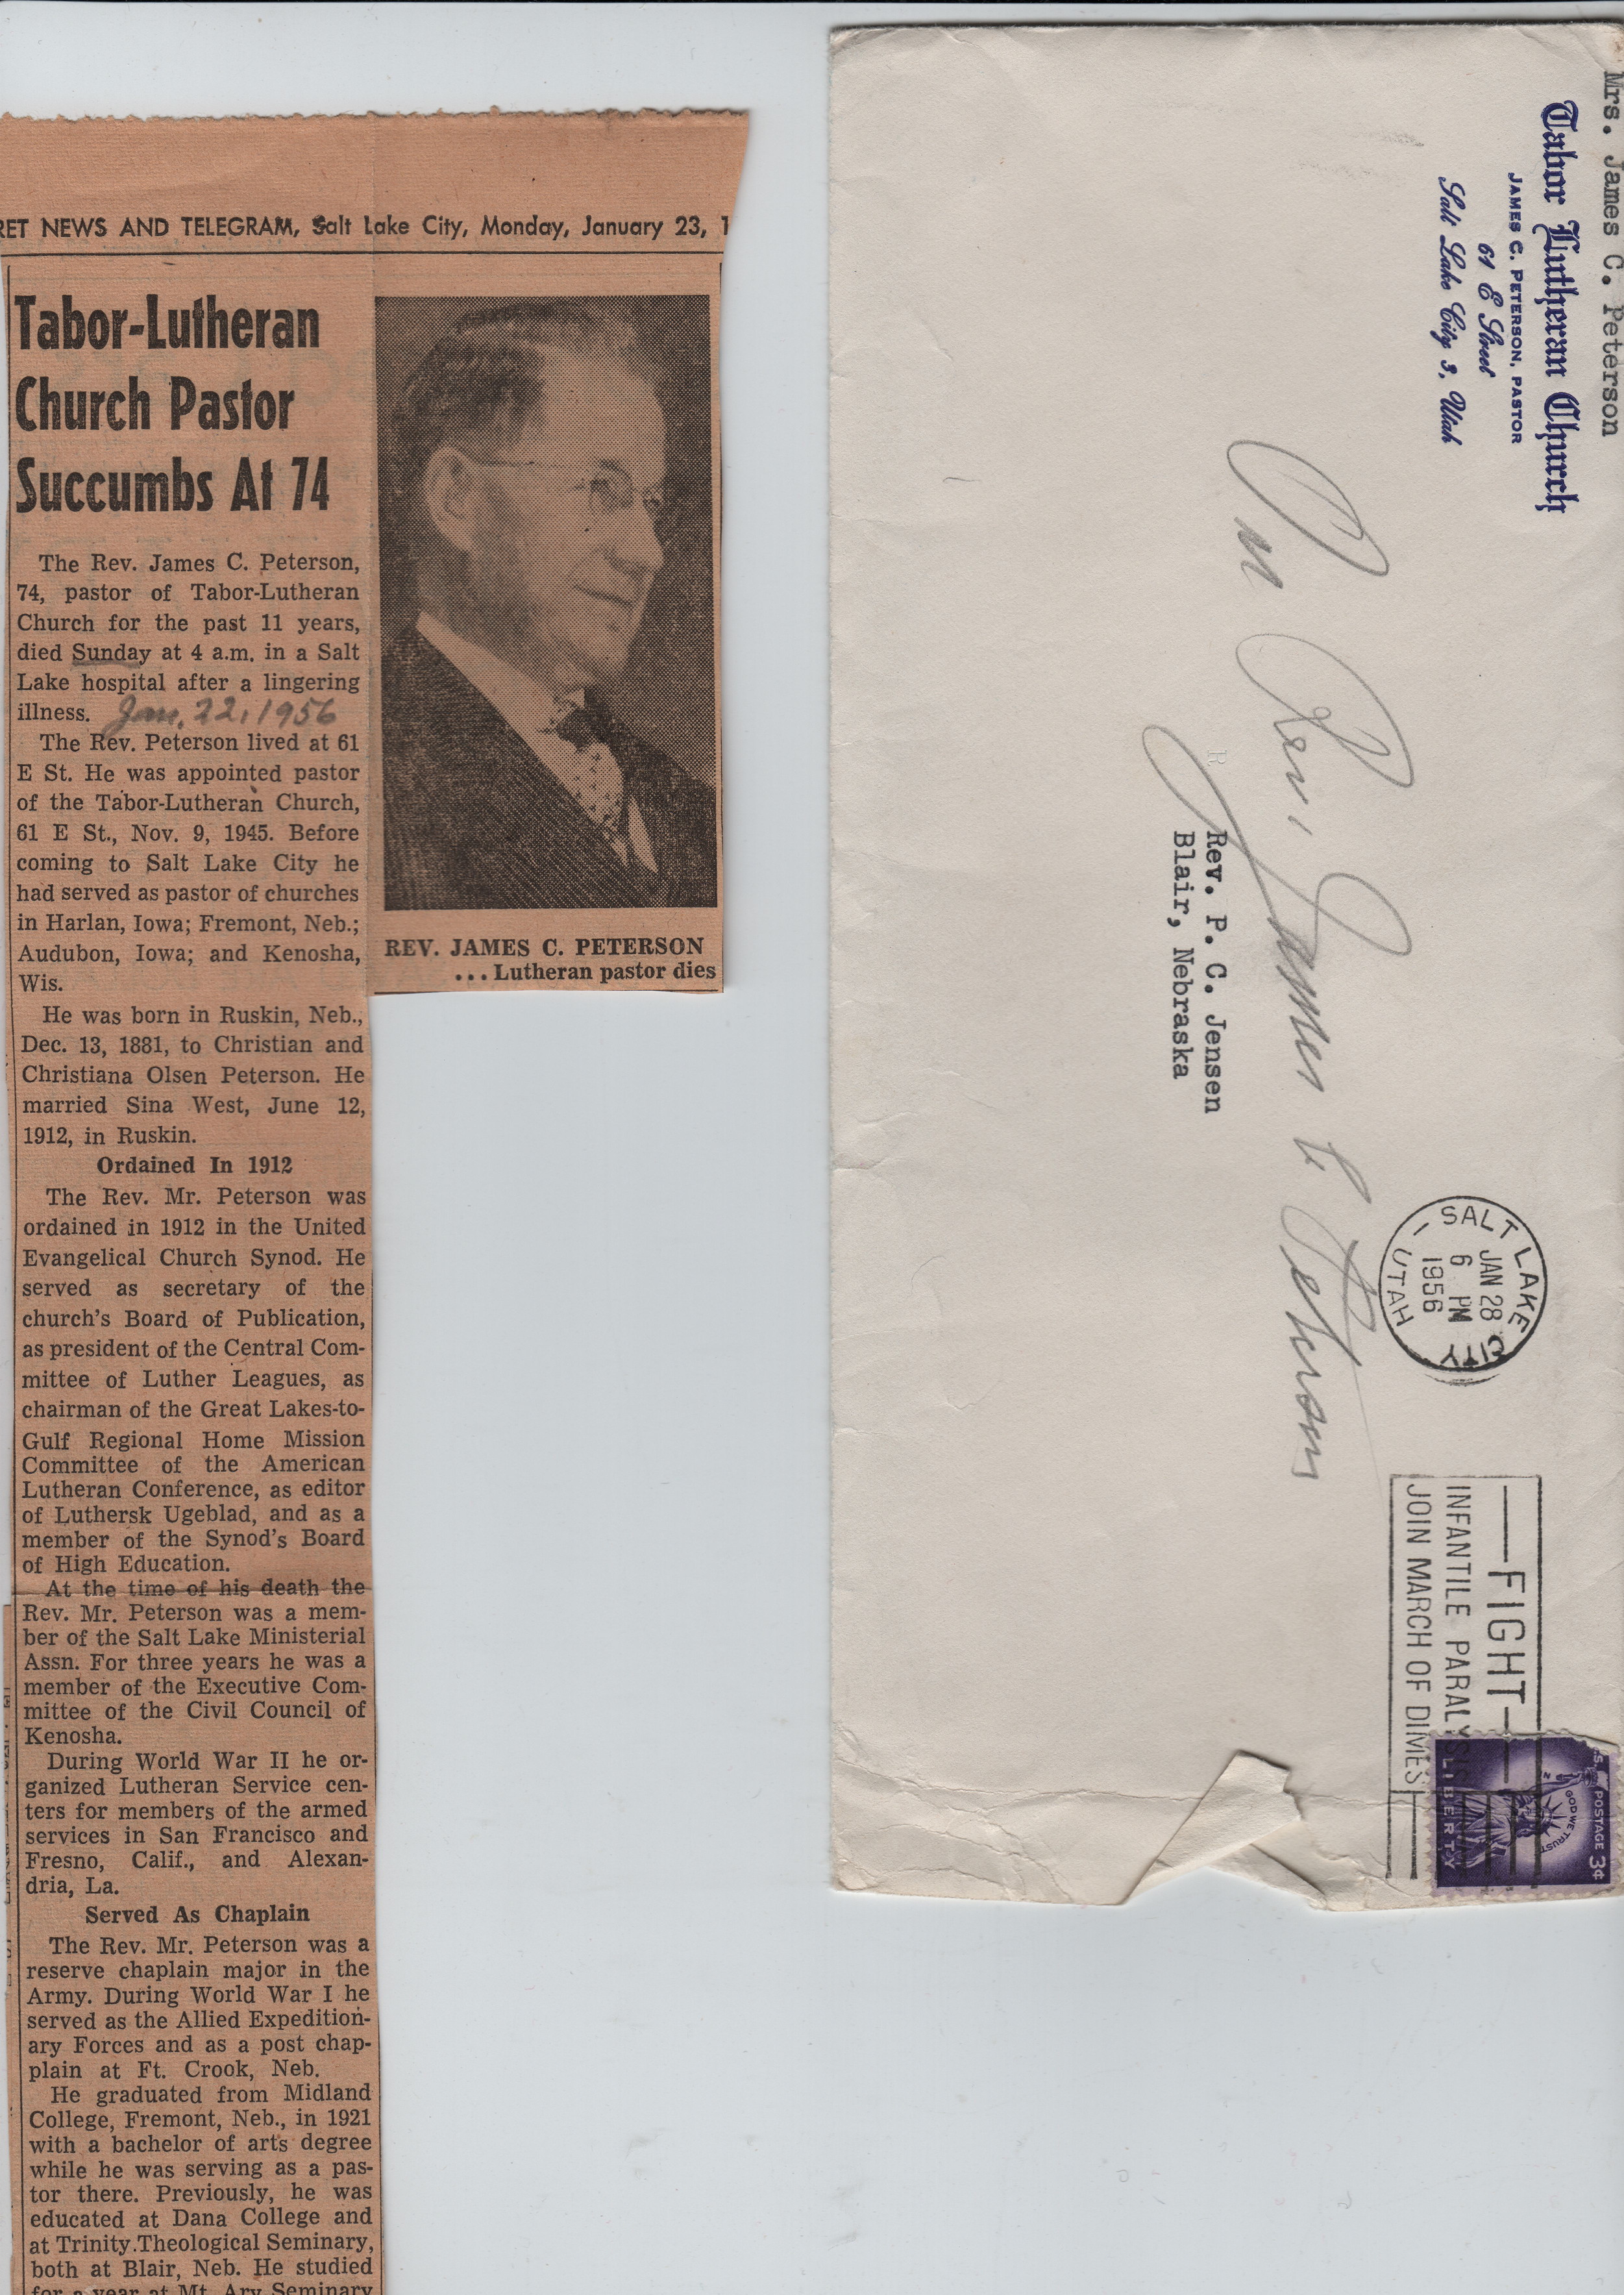 RET NEWS AND TELEGRAM, Salt Lake City, Monday, January 23, 1
Tabor-Lutheran
Church Pastor
Succumbs At 74
The Rev. James C. Peterson,
74, pastor of Tabor-Lutheran
Church for the past 11 years,
died Sunday at 4 a.m. in a Salt
Lake hospital after a lingering
illness. Jan. 22, 1956
The Rev. Peterson lived at 61
E St. He was appointed pastor
of the Tabor-Lutheran Church,
61 E St., Nov. 9, 1945. Before
coming to Salt Lake City he
had served as pastor of churches
in Harlan, Iowa; Fremont, Neb.;
Audubon, Iowa; and Kenosha,
Wis.
He was born in Ruskin, Neb.,
Dec. 13, 1881, to Christian and
Christiana Olsen Peterson. He
married Sina West, June 12,
1912, in Ruskin.
Ordained In 1912
The Rev. Mr. Peterson was
ordained in 1912 in the United
Evangelical Church Synod. He
served as secretary of the
church's Board of Publication,
as president of the Central Com-
mittee of Luther Leagues, as
chairman of the Great Lakes-to-
Gulf Regional Home Mission
Committee of the American
Lutheran Conference, as editor
of Luthersk Ugeblad, and as a
member of the Synod's Board
of High Education.
At the time of his death the
Rev. Mr. Peterson was a mem-
ber of the Salt Lake Ministerial
Assn. For three years he was a
member of the Executive Com-
mittee of the Civil Council of
Kenosha.
During World War II he or-
ganized Lutheran Service cen-
ters for members of the armed
services in San Francisco and
Fresno, Calif., and Alexan-
dria, La.
Served As Chaplain
The Rev. Mr. Peterson was a
reserve chaplain major in the
Army. During World War I he
served as the Allied Expedition-
ary Forces and as a post chap-
plain at Ft. Crook, Neb.
He graduated from Midland
College, Fremont, Neb., in 1921
with a bachelor of arts degree
while he was serving as a pas-
tor there. Previously, he was
educated at Dana College and
at Trinity Theological Seminary,
both at Blair, Neb. He studied
for a year at Mt. Ary Seminary
REV. JAMES C. PETERSON
...Lutheran pastor dies
Mrs. James C. Peterson
Tabor Lutheran Church
JAMES C. PETERSON, PASTOR
61 E Street
Salt Lake City 3, Utah
SALT LAKE CITY
JAN 28
6 PM
1956
UTAH
FIGHT
INFANTILE PARALYSIS
JOIN MARCH OF DIMES
U.S. POSTAGE 3¢
IN GOD WE TRUST
LIBERTY
Rev. James C Peterson
Rev. P. C. Jensen
Blair, Nebraska